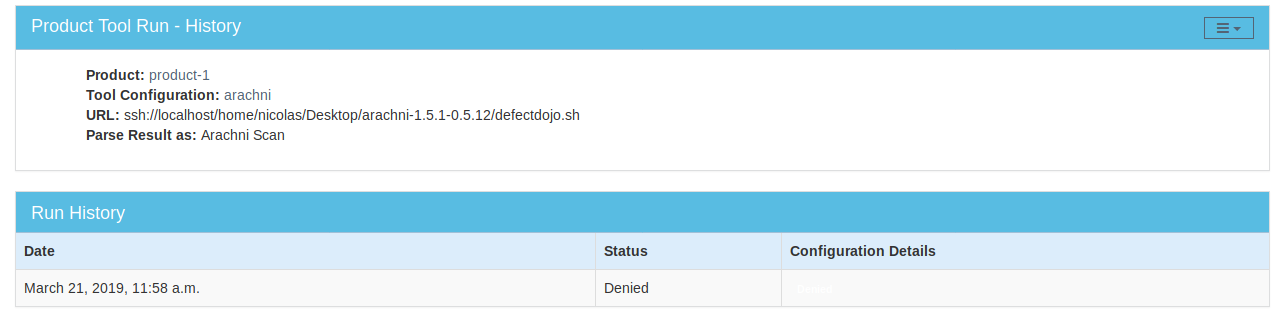 Product Tool Run - History
Product: product-1
Tool Configuration: arachni
URL: ssh://localhost/home/nicolas/Desktop/arachni-1.5.1-0.5.12/defectdojo.sh
Parse Result as: Arachni Scan
Run History
Date Status Configuration Details
March 21, 2019, 11:58 a.m. Denied